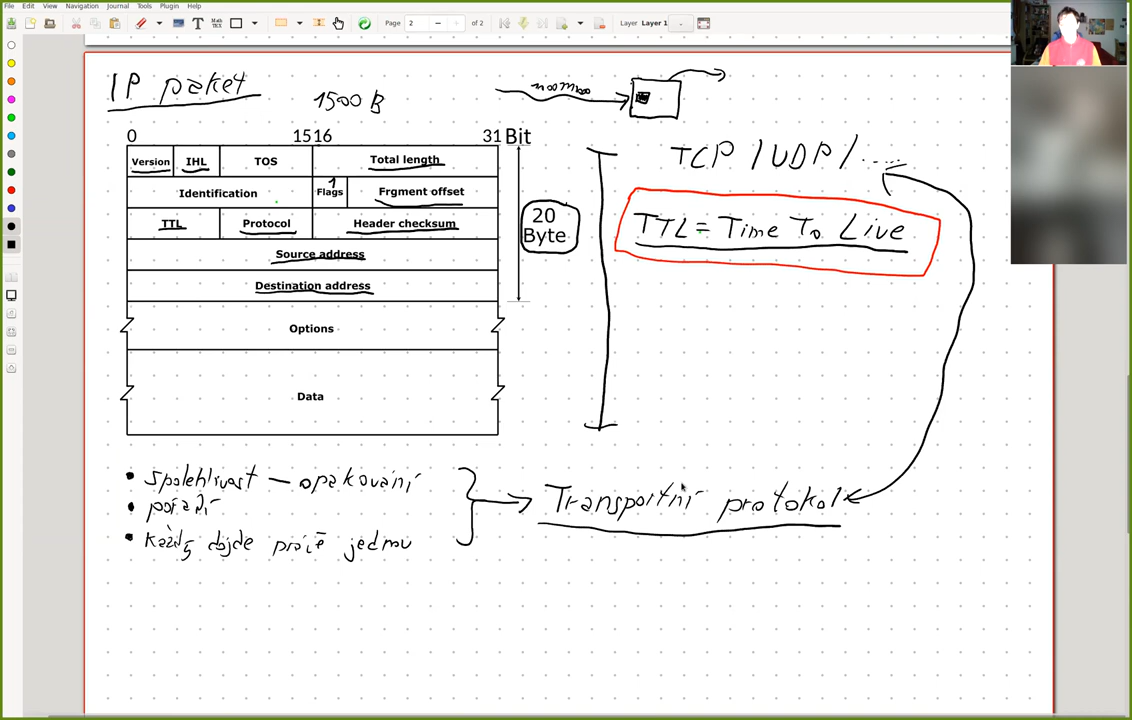 File Edit View Navigation Journal Tools Plugin Help
Page 2 of 2 Layer Layer 1
IP paket
1500 B
0 15 16 31 Bit
Version IHL TOS Total length
Identification 1 Flags Frgment offset
TTL Protocol Header checksum
Source address
Destination address
Options
Data
20
Byte
TCP / UDP / .....
TTL = Time To Live
• spolehlivost – opakování
• pořadí
• každý dojde právě jednou
Transportní protokol